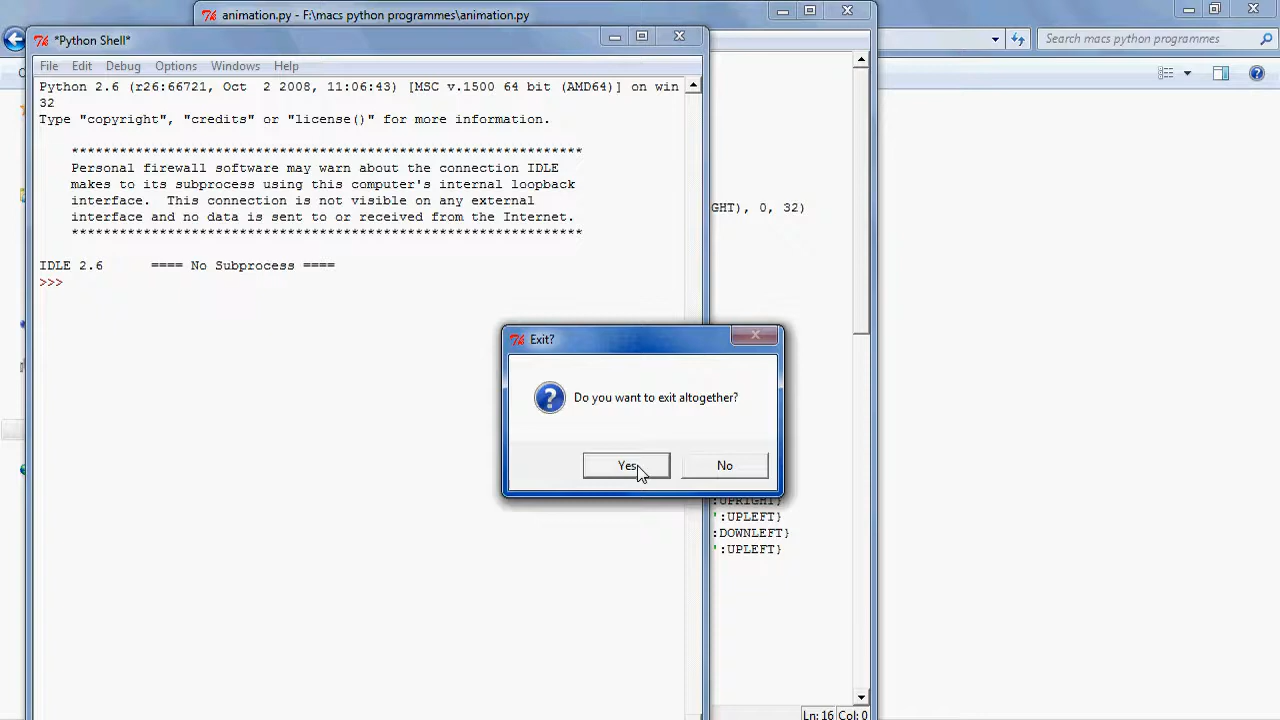 animation.py - F:\macs python programmes\animation.py
Search macs python programmes
*Python Shell*
File Edit Debug Options Windows Help
Python 2.6 (r26:66721, Oct  2 2008, 11:06:43) [MSC v.1500 64 bit (AMD64)] on win
32
Type "copyright", "credits" or "license()" for more information.
****************************************************************
Personal firewall software may warn about the connection IDLE
makes to its subprocess using this computer's internal loopback
interface.  This connection is not visible on any external
interface and no data is sent to or received from the Internet.
****************************************************************
IDLE 2.6      ==== No Subprocess ====
>>>
GHT), 0, 32)
Exit?
Do you want to exit altogether?
Yes No
:UPRIGHT}
':UPLEFT}
:DOWNLEFT}
':UPLEFT}
Ln: 16 Col: 0